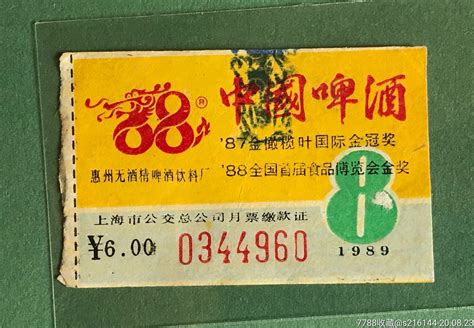 88® 中國啤酒
'87金橄榄叶国际金冠奖
惠州无酒精啤酒饮料厂 '88全国首届食品博览会金奖
上海市公交总公司月票缴款证 8
¥6.00 0344960 1989
7788收藏@s216144-20.08.23